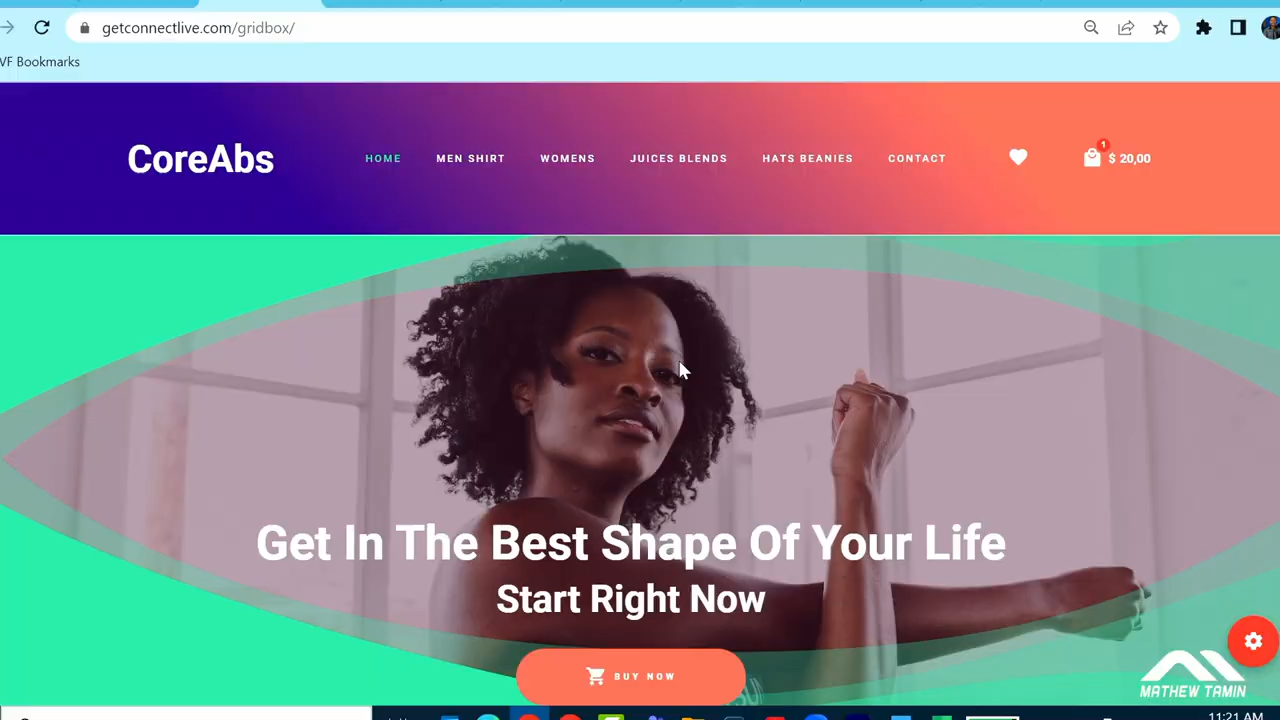 getconnectlive.com/gridbox/
VF Bookmarks
CoreAbs
HOME MEN SHIRT WOMENS JUICES BLENDS HATS BEANIES CONTACT 1 $ 20,00
Get In The Best Shape Of Your Life
Start Right Now
BUY NOW
MATHEW TAMIN
11:21 AM